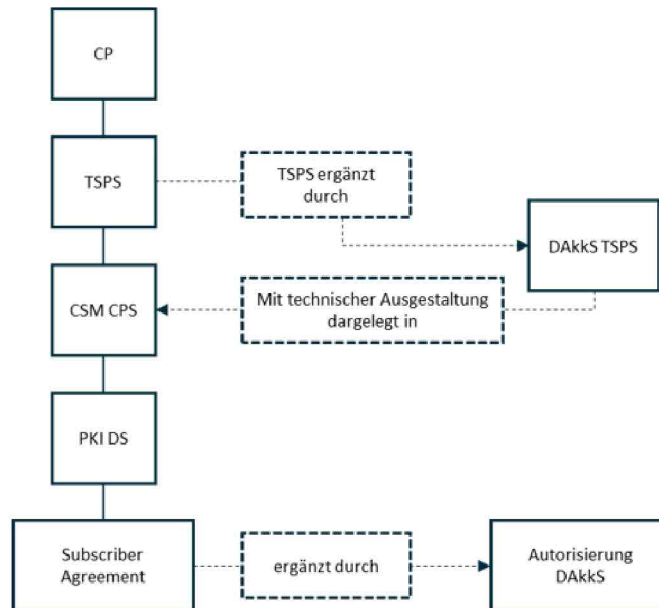 CP
TSPS
TSPS ergänzt
durch
DAkkS TSPS
CSM CPS
Mit technischer Ausgestaltung
dargelegt in
PKI DS
Subscriber
Agreement
ergänzt durch
Autorisierung
DAkkS